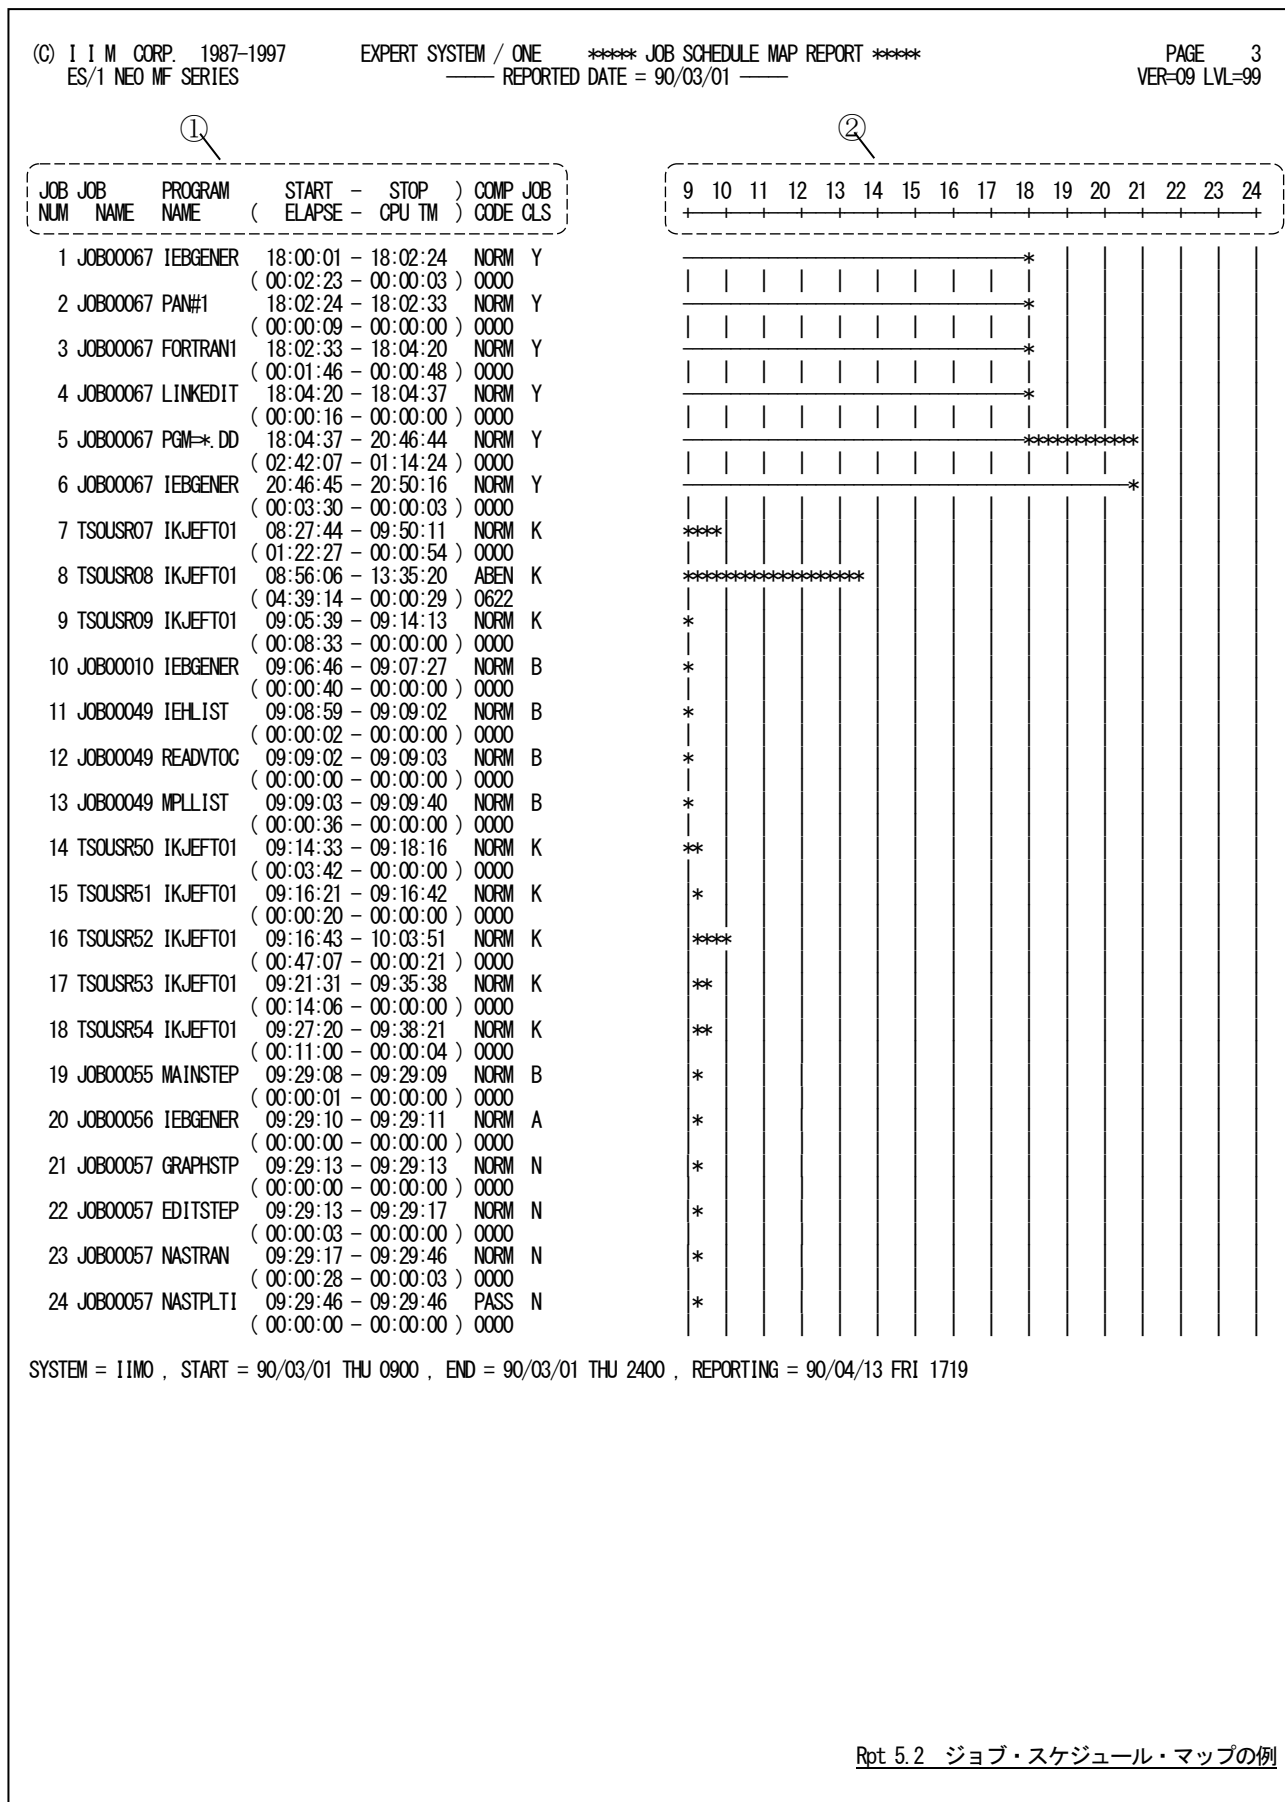 (C) I I M CORP. 1987-1997 EXPERT SYSTEM / ONE ***** JOB SCHEDULE MAP REPORT ***** PAGE 3
ES/1 NEO MF SERIES ----- REPORTED DATE = 90/03/01 ----- VER=09 LVL=99
① ②
JOB JOB PROGRAM START - STOP ) COMP JOB 9 10 11 12 13 14 15 16 17 18 19 20 21 22 23 24
NUM NAME NAME ( ELAPSE - CPU TM ) CODE CLS
1 JOB00067 IEBGENER 18:00:01 - 18:02:24 NORM Y *
( 00:02:23 - 00:00:03 ) 0000
2 JOB00067 PAN#1 18:02:24 - 18:02:33 NORM Y *
( 00:00:09 - 00:00:00 ) 0000
3 JOB00067 FORTRAN1 18:02:33 - 18:04:20 NORM Y *
( 00:01:46 - 00:00:48 ) 0000
4 JOB00067 LINKEDIT 18:04:20 - 18:04:37 NORM Y *
( 00:00:16 - 00:00:00 ) 0000
5 JOB00067 PGM=*.DD 18:04:37 - 20:46:44 NORM Y ************
( 02:42:07 - 01:14:24 ) 0000
6 JOB00067 IEBGENER 20:46:45 - 20:50:16 NORM Y *
( 00:03:30 - 00:00:03 ) 0000
7 TSOUSR07 IKJEFT01 08:27:44 - 09:50:11 NORM K ****
( 01:22:27 - 00:00:54 ) 0000
8 TSOUSR08 IKJEFT01 08:56:06 - 13:35:20 ABEN K *******************
( 04:39:14 - 00:00:29 ) 0622
9 TSOUSR09 IKJEFT01 09:05:39 - 09:14:13 NORM K *
( 00:08:33 - 00:00:00 ) 0000
10 JOB00010 IEBGENER 09:06:46 - 09:07:27 NORM B *
( 00:00:40 - 00:00:00 ) 0000
11 JOB00049 IEHLIST 09:08:59 - 09:09:02 NORM B *
( 00:00:02 - 00:00:00 ) 0000
12 JOB00049 READVTOC 09:09:02 - 09:09:03 NORM B *
( 00:00:00 - 00:00:00 ) 0000
13 JOB00049 MPLLIST 09:09:03 - 09:09:40 NORM B *
( 00:00:36 - 00:00:00 ) 0000
14 TSOUSR50 IKJEFT01 09:14:33 - 09:18:16 NORM K **
( 00:03:42 - 00:00:00 ) 0000
15 TSOUSR51 IKJEFT01 09:16:21 - 09:16:42 NORM K *
( 00:00:20 - 00:00:00 ) 0000
16 TSOUSR52 IKJEFT01 09:16:43 - 10:03:51 NORM K ****
( 00:47:07 - 00:00:21 ) 0000
17 TSOUSR53 IKJEFT01 09:21:31 - 09:35:38 NORM K **
( 00:14:06 - 00:00:00 ) 0000
18 TSOUSR54 IKJEFT01 09:27:20 - 09:38:21 NORM K **
( 00:11:00 - 00:00:04 ) 0000
19 JOB00055 MAINSTEP 09:29:08 - 09:29:09 NORM B *
( 00:00:01 - 00:00:00 ) 0000
20 JOB00056 IEBGENER 09:29:10 - 09:29:11 NORM A *
( 00:00:00 - 00:00:00 ) 0000
21 JOB00057 GRAPHSTP 09:29:13 - 09:29:13 NORM N *
( 00:00:00 - 00:00:00 ) 0000
22 JOB00057 EDITSTEP 09:29:13 - 09:29:17 NORM N *
( 00:00:03 - 00:00:00 ) 0000
23 JOB00057 NASTRAN 09:29:17 - 09:29:46 NORM N *
( 00:00:28 - 00:00:03 ) 0000
24 JOB00057 NASTPLTI 09:29:46 - 09:29:46 PASS N *
( 00:00:00 - 00:00:00 ) 0000
SYSTEM = IIM0 , START = 90/03/01 THU 0900 , END = 90/03/01 THU 2400 , REPORTING = 90/04/13 FRI 1719
Rpt 5.2 ジョブ・スケジュール・マップの例